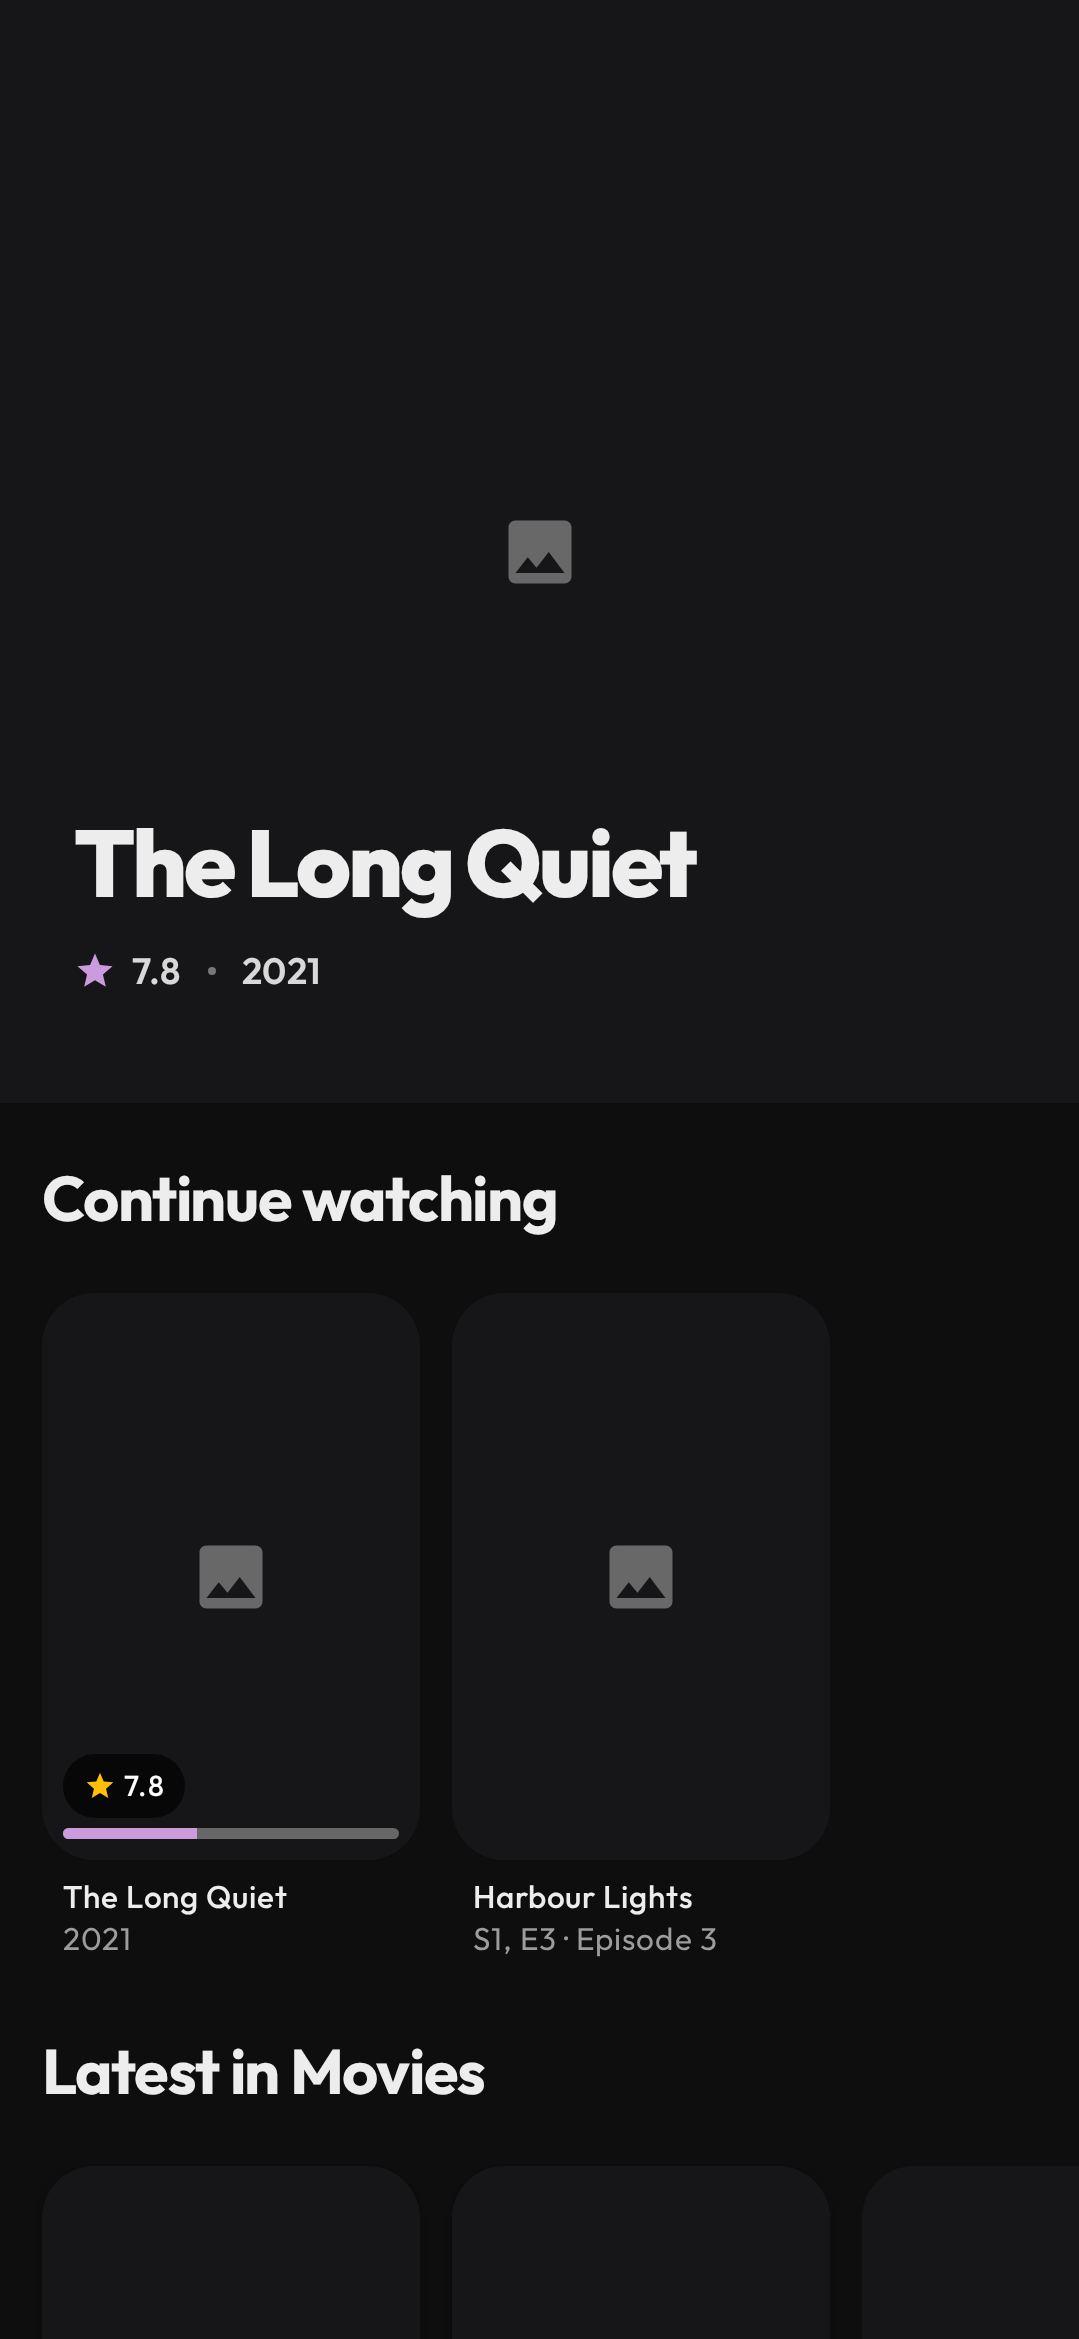 The Long Quiet
7.8 • 2021
Continue watching
7.8
The Long Quiet
2021
Harbour Lights
S1, E3 · Episode 3
Latest in Movies